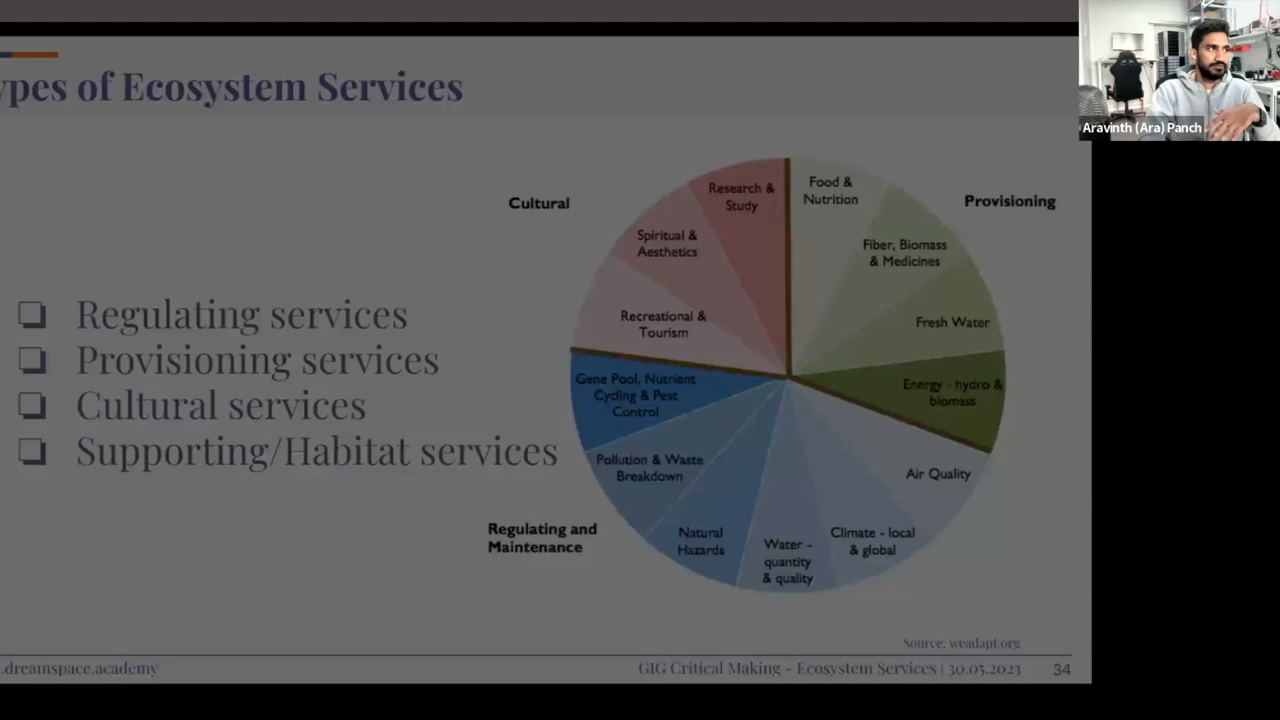 ypes of Ecosystem Services
Aravinth (Ara) Panch
Regulating services
Provisioning services
Cultural services
Supporting/Habitat services
Cultural
Provisioning
Regulating and
Maintenance
Research &
Study
Food &
Nutrition
Spiritual &
Aesthetics
Fiber, Biomass
& Medicines
Recreational &
Tourism
Fresh Water
Gene Pool, Nutrient
Cycling & Pest
Control
Energy - hydro &
biomass
Pollution & Waste
Breakdown
Air Quality
Natural
Hazards
Water -
quantity
& quality
Climate - local
& global
Source: weadapt.org
.dreamspace.academy
GIG Critical Making - Ecosystem Services | 30.05.2023
34